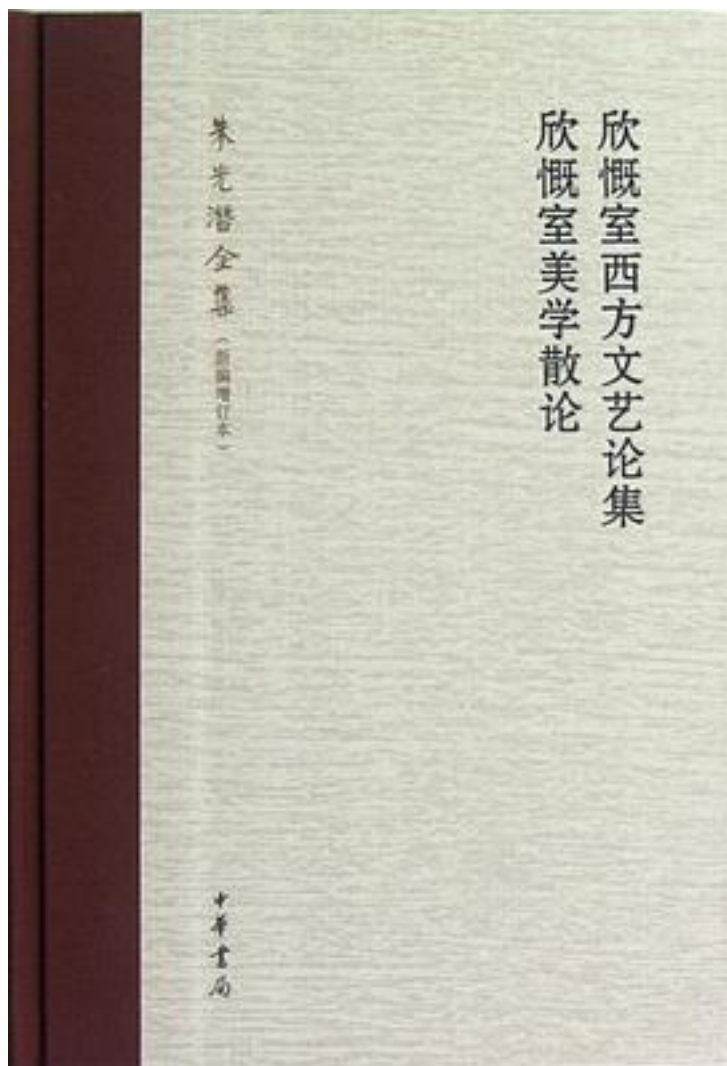 欣慨室西方文艺论集
欣慨室美学散论
朱光潜全集
（新编增订本）
中华书局